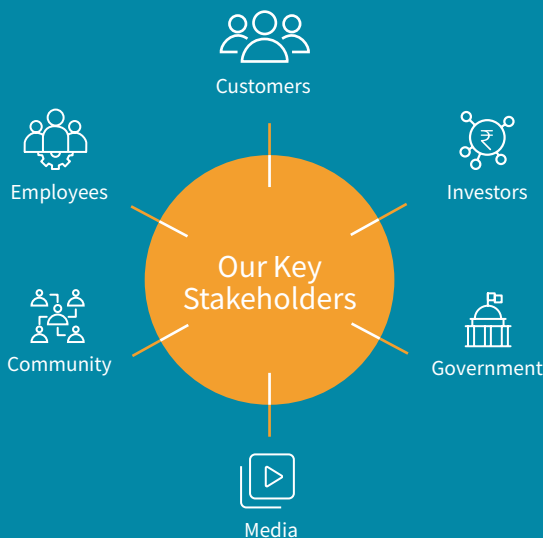 Customers
Employees
Investors
Our Key
Stakeholders
Community
Government
Media
₹